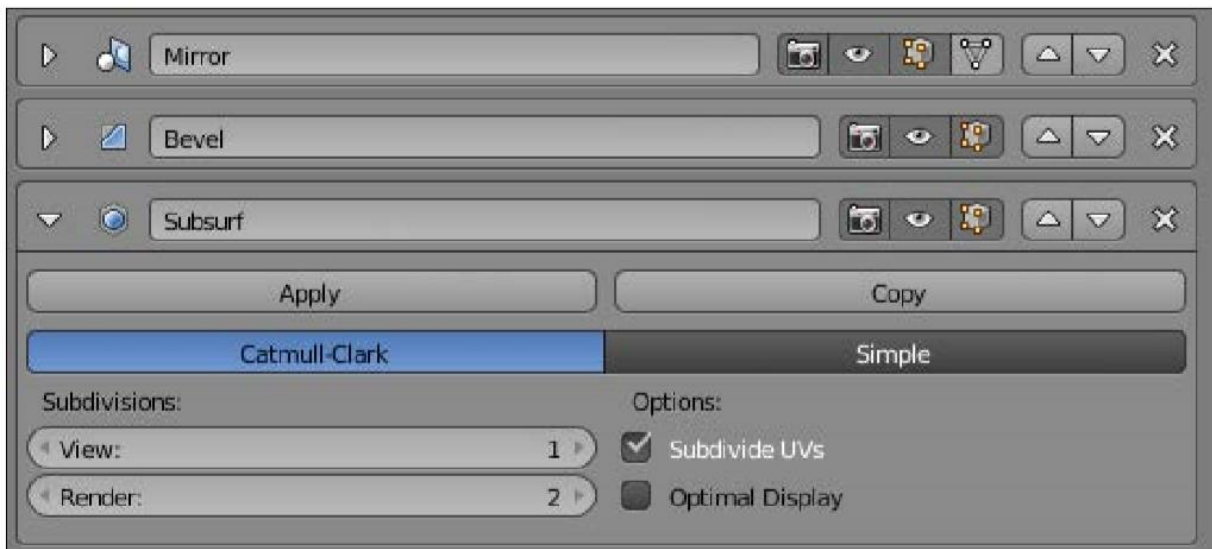 Mirror
Bevel
Subsurf
Apply Copy
Catmull-Clark Simple
Subdivisions: Options:
View: 1 Subdivide UVs
Render: 2 Optimal Display